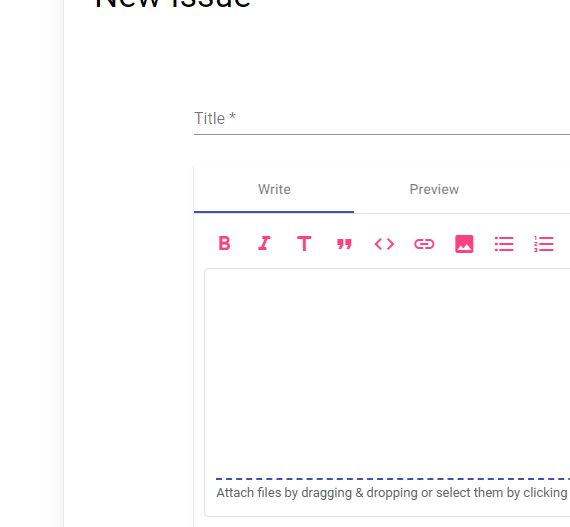 New Issue
Title *
Write Preview
Attach files by dragging & dropping or select them by clicking